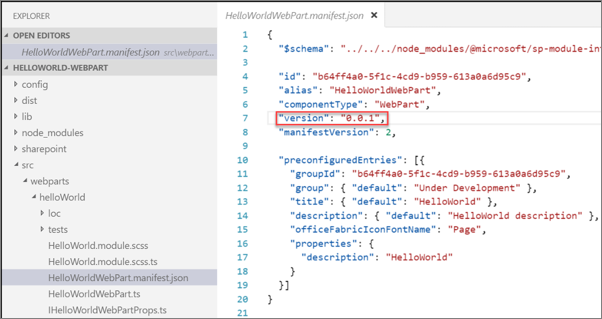 EXPLORER
OPEN EDITORS
HelloWorldWebPart.manifest.json src\webpart...
HELLOWORLD-WEBPART
config
dist
lib
node_modules
sharepoint
src
webparts
helloWorld
loc
tests
HelloWorld.module.scss
HelloWorld.module.scss.ts
HelloWorldWebPart.manifest.json
HelloWorldWebPart.ts
IHelloWorldWebPartProps.ts
HelloWorldWebPart.manifest.json
1 {
2 "$schema": "../../../node_modules/@microsoft/sp-module-int
3
4 "id": "b64ff4a0-5f1c-4cd9-b959-613a0a6d95c9",
5 "alias": "HelloWorldWebPart",
6 "componentType": "WebPart",
7 "version": "0.0.1",
8 "manifestVersion": 2,
9
10 "preconfiguredEntries": [{
11 "groupId": "b64ff4a0-5f1c-4cd9-b959-613a0a6d95c9",
12 "group": { "default": "Under Development" },
13 "title": { "default": "HelloWorld" },
14 "description": { "default": "HelloWorld description" },
15 "officeFabricIconFontName": "Page",
16 "properties": {
17 "description": "HelloWorld"
18 }
19 }]
20 }
21